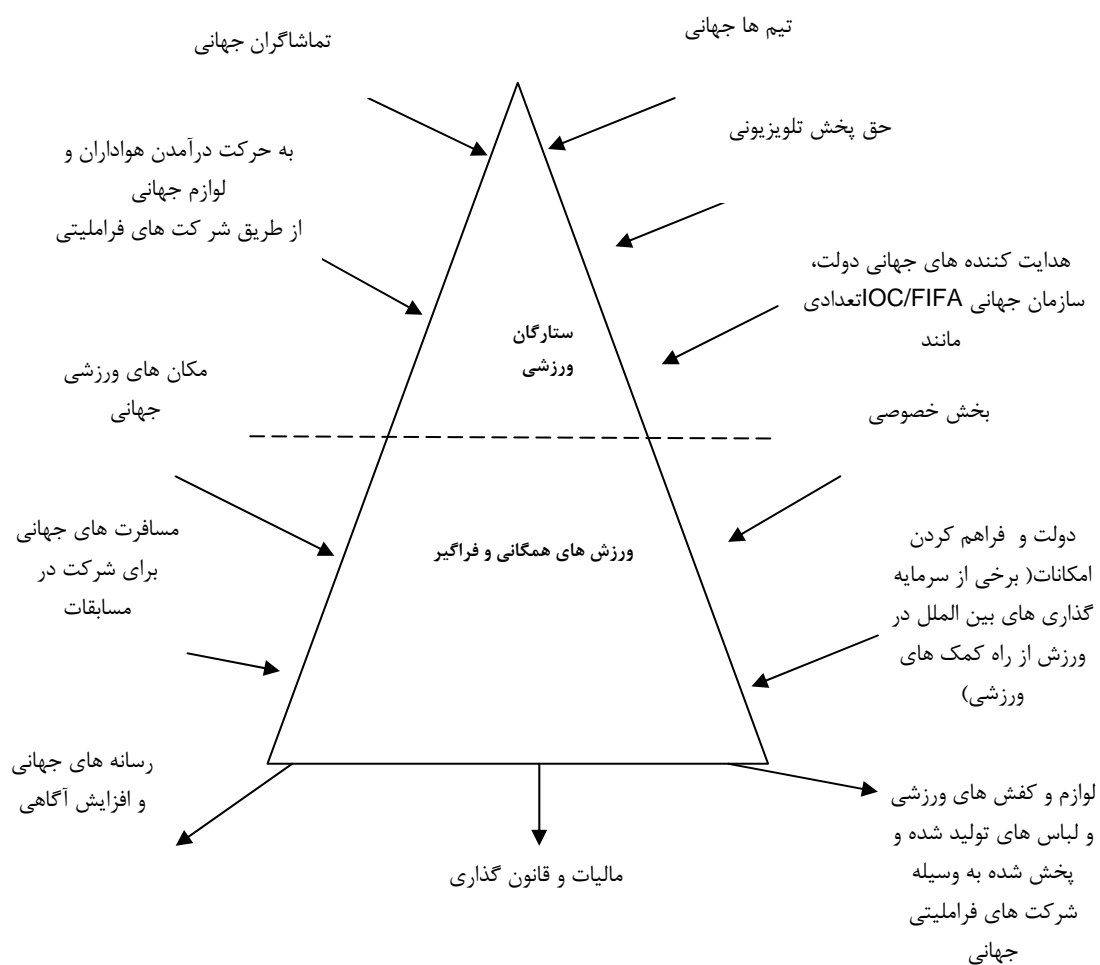 تیم ها جهانی
تماشاگران جهانی
حق پخش تلویزیونی
به حرکت درآمدن هواداران و
لوازم جهانی
از طریق شر کت های فراملیتی
هدایت کننده های جهانی دولت،
سازمان جهانی IOC/FIFAتعدادی
مانند
ستارگان
ورزشی
مکان های ورزشی
جهانی
بخش خصوصی
مسافرت های جهانی
برای شرکت در
مسابقات
ورزش های همگانی و فراگیر
دولت و فراهم کردن
امکانات( برخی از سرمایه
گذاری های بین الملل در
ورزش از راه کمک های
ورزشی)
رسانه های جهانی
و افزایش آگاهی
مالیات و قانون گذاری
لوازم و کفش های ورزشی
و لباس های تولید شده و
پخش شده به وسیله
شرکت های فراملیتی
جهانی